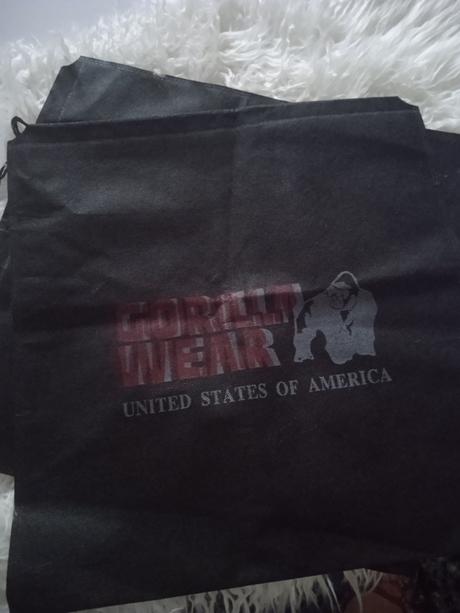 GORILLA
WEAR
UNITED STATES OF AMERICA